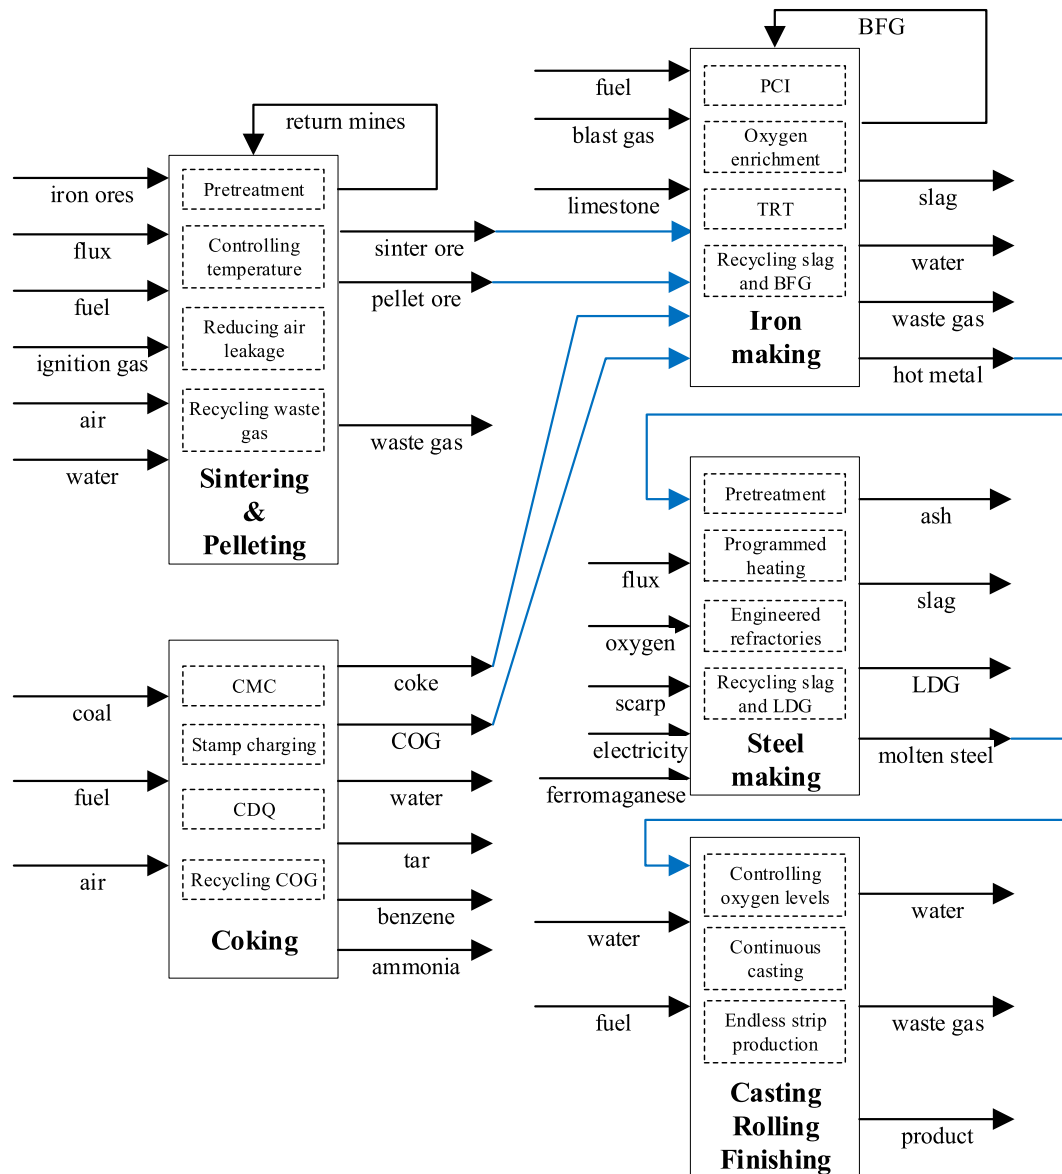 return mines
iron ores
flux
fuel
ignition gas
air
water
Pretreatment
Controlling
temperature
Reducing air
leakage
Recycling waste
gas
Sintering
&
Pelleting
sinter ore
pellet ore
waste gas
coal
fuel
air
CMC
Stamp charging
CDQ
Recycling COG
Coking
coke
COG
water
tar
benzene
ammonia
BFG
fuel
blast gas
limestone
PCI
Oxygen
enrichment
TRT
Recycling slag
and BFG
Iron
making
slag
water
waste gas
hot metal
flux
oxygen
scarp
electricity
ferromaganese
Pretreatment
Programmed
heating
Engineered
refractories
Recycling slag
and LDG
Steel
making
ash
slag
LDG
molten steel
water
fuel
Controlling
oxygen levels
Continuous
casting
Endless strip
production
Casting
Rolling
Finishing
water
waste gas
product